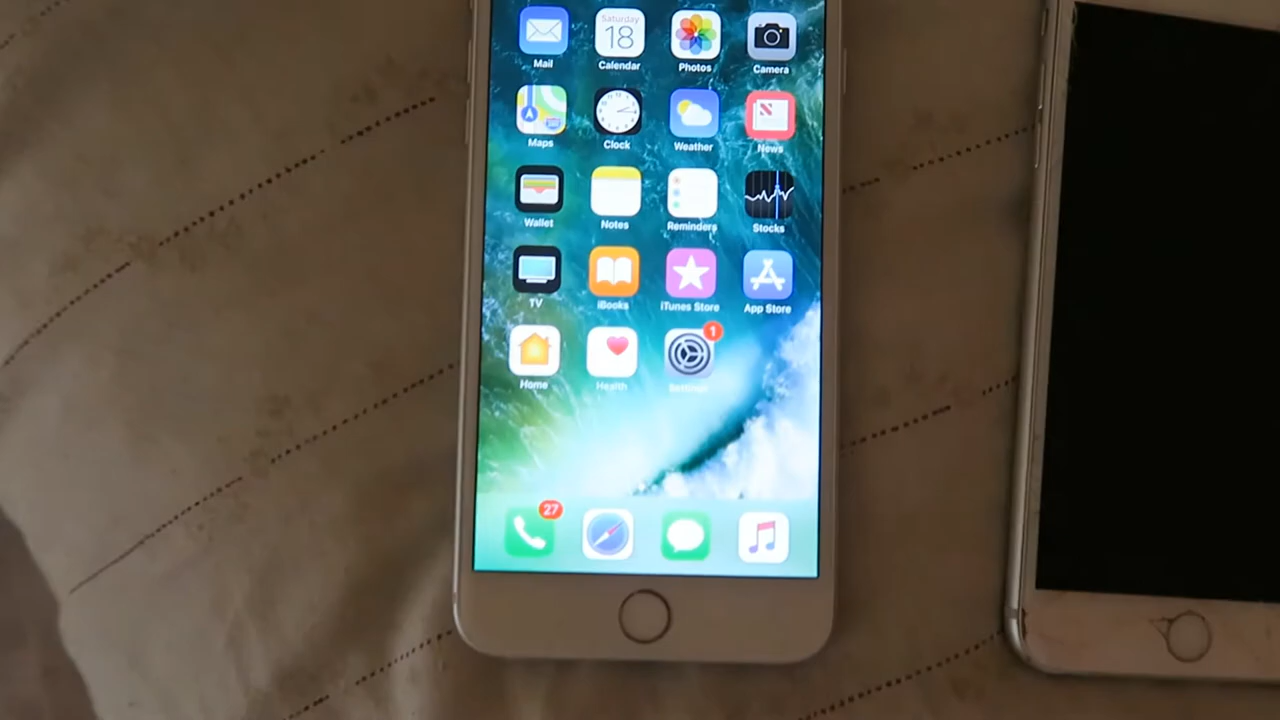 Saturday
18
Mail Calendar Photos Camera
Maps Clock Weather News
Wallet Notes Reminders Stocks
TV iBooks iTunes Store App Store
1
Home Health Settings
27